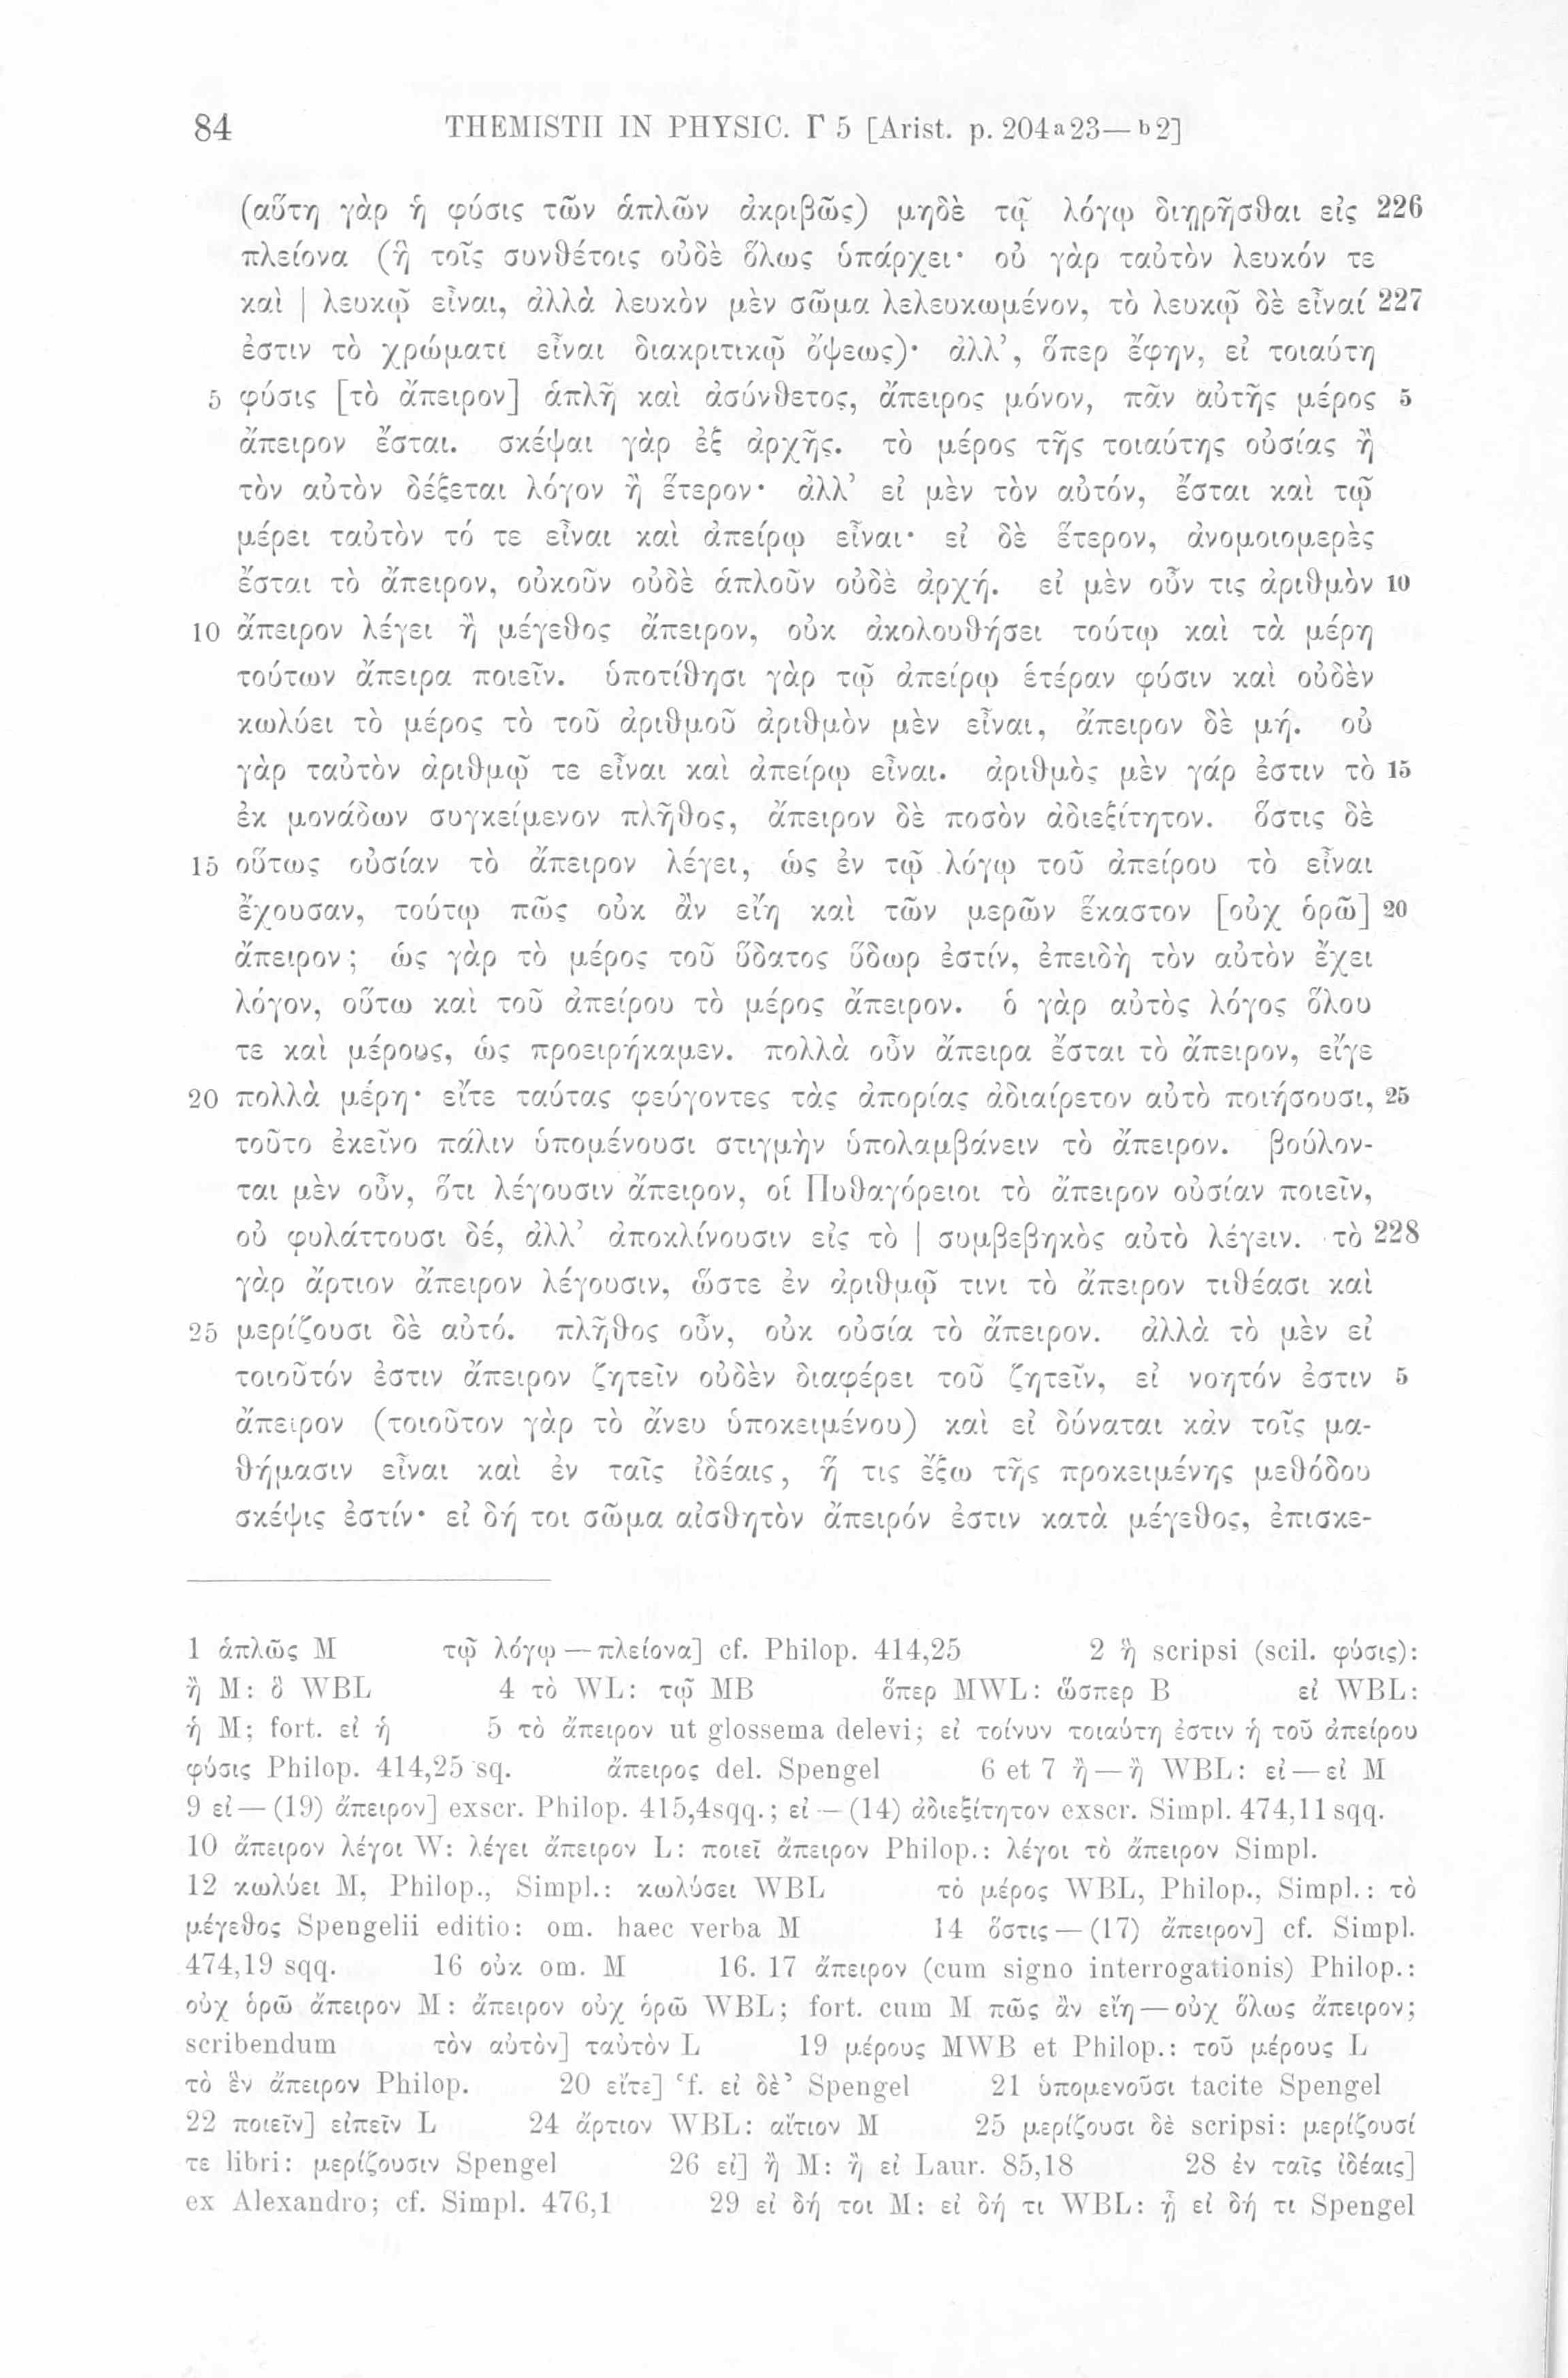 84 THEMISTII IN PHYSIC. Γ 5 [Arist. p. 204a23—b2]
(αὕτη γὰρ ἡ φύσις τῶν ἁπλῶν ἀκριβῶς) μηδὲ τῷ λόγῳ διῃρῆσθαι εἰς 226
πλείονα (ἣ τοῖς συνθέτοις οὐδὲ ὅλως ὑπάρχει· οὐ γὰρ ταὐτὸν λευκόν τε
καὶ | λευκῷ εἶναι, ἀλλὰ λευκὸν μὲν σῶμα λελευκωμένον, τὸ λευκῷ δὲ εἶναί 227
ἐστιν τὸ χρώματι εἶναι διακριτικῷ ὄψεως)· ἀλλ’, ὅπερ ἔφην, εἰ τοιαύτη
5 φύσις [τὸ ἄπειρον] ἁπλῆ καὶ ἀσύνθετος, ἄπειρος μόνον, πᾶν αὐτῆς μέρος 5
ἄπειρον ἔσται. σκέψαι γὰρ ἐξ ἀρχῆς. τὸ μέρος τῆς τοιαύτης οὐσίας ἢ
τὸν αὐτὸν δέξεται λόγον ἢ ἕτερον· ἀλλ’ εἰ μὲν τὸν αὐτόν, ἔσται καὶ τῷ
μέρει ταὐτὸν τό τε εἶναι καὶ ἀπείρῳ εἶναι· εἰ δὲ ἕτερον, ἀνομοιομερὲς
ἔσται τὸ ἄπειρον, οὐκοῦν οὐδὲ ἁπλοῦν οὐδὲ ἀρχή. εἰ μὲν οὖν τις ἀριθμὸν 10
10 ἄπειρον λέγει ἢ μέγεθος ἄπειρον, οὐκ ἀκολουθήσει τούτῳ καὶ τὰ μέρη
τούτων ἄπειρα ποιεῖν. ὑποτίθησι γὰρ τῷ ἀπείρῳ ἑτέραν φύσιν καὶ οὐδὲν
κωλύει τὸ μέρος τὸ τοῦ ἀριθμοῦ ἀριθμὸν μὲν εἶναι, ἄπειρον δὲ μή. οὐ
γὰρ ταὐτὸν ἀριθμῷ τε εἶναι καὶ ἀπείρῳ εἶναι. ἀριθμὸς μὲν γάρ ἐστιν τὸ 15
ἐκ μονάδων συγκείμενον πλῆθος, ἄπειρον δὲ ποσὸν ἀδιεξίτητον. ὅστις δὲ
15 οὕτως οὐσίαν τὸ ἄπειρον λέγει, ὡς ἐν τῷ λόγῳ τοῦ ἀπείρου τὸ εἶναι
ἔχουσαν, τούτῳ πῶς οὐκ ἂν εἴη καὶ τῶν μερῶν ἕκαστον [οὐχ ὁρῶ] 20
ἄπειρον; ὡς γὰρ τὸ μέρος τοῦ ὕδατος ὕδωρ ἐστίν, ἐπειδὴ τὸν αὐτὸν ἔχει
λόγον, οὕτω καὶ τοῦ ἀπείρου τὸ μέρος ἄπειρον. ὁ γὰρ αὐτὸς λόγος ὅλου
τε καὶ μέρους, ὡς προειρήκαμεν. πολλὰ οὖν ἄπειρα ἔσται τὸ ἄπειρον, εἴγε
20 πολλὰ μέρη· εἴτε ταύτας φεύγοντες τὰς ἀπορίας ἀδιαίρετον αὐτὸ ποιήσουσι, 25
τοῦτο ἐκεῖνο πάλιν ὑπομένουσι στιγμὴν ὑπολαμβάνειν τὸ ἄπειρον. βούλον-
ται μὲν οὖν, ὅτι λέγουσιν ἄπειρον, οἱ Πυθαγόρειοι τὸ ἄπειρον οὐσίαν ποιεῖν,
οὐ φυλάττουσι δέ, ἀλλ’ ἀποκλίνουσιν εἰς τὸ | συμβεβηκὸς αὐτὸ λέγειν. τὸ 228
γὰρ ἄρτιον ἄπειρον λέγουσιν, ὥστε ἐν ἀριθμῷ τινι τὸ ἄπειρον τιθέασι καὶ
25 μερίζουσι δὲ αὐτό. πλῆθος οὖν, οὐκ οὐσία τὸ ἄπειρον. ἀλλὰ τὸ μὲν εἰ
τοιοῦτόν ἐστιν ἄπειρον ζητεῖν οὐδὲν διαφέρει τοῦ ζητεῖν, εἰ νοητόν ἐστιν 5
ἄπειρον (τοιοῦτον γὰρ τὸ ἄνευ ὑποκειμένου) καὶ εἰ δύναται κἀν τοῖς μα-
θήμασιν εἶναι καὶ ἐν ταῖς ἰδέαις, ἥ τις ἔξω τῆς προκειμένης μεθόδου
σκέψις ἐστίν· εἰ δή τοι σῶμα αἰσθητὸν ἄπειρόν ἐστιν κατὰ μέγεθος, ἐπισκε-
1 ἁπλῶς M τῷ λόγῳ—πλείονα] cf. Philop. 414,25 2 ἣ scripsi (scil. φύσις):
ἢ M: ὃ WBL 4 τὸ WL: τῷ MB ὅπερ MWL: ὥσπερ B εἰ WBL:
ἡ M; fort. εἰ ἡ 5 τὸ ἄπειρον ut glossema delevi; εἰ τοίνυν τοιαύτη ἐστιν ἡ τοῦ ἀπείρου
φύσις Philop. 414,25 sq. ἄπειρος del. Spengel 6 et 7 ἢ—ἢ WBL: εἰ—εἰ M
9 εἰ—(19) ἄπειρον] exscr. Philop. 415,4sqq.; εἰ—(14) ἀδιεξίτητον exscr. Simpl. 474,11 sqq.
10 ἄπειρον λέγοι W: λέγει ἄπειρον L: ποιεῖ ἄπειρον Philop.: λέγοι τὸ ἄπειρον Simpl.
12 κωλύει M, Philop., Simpl.: κωλύσει WBL τὸ μέρος WBL, Philop., Simpl.: τὸ
μέγεθος Spengelii editio: om. haec verba M 14 ὅστις—(17) ἄπειρον] cf. Simpl.
474,19 sqq. 16 οὐκ om. M 16. 17 ἄπειρον (cum signo interrogationis) Philop.:
οὐχ ὁρῶ ἄπειρον M: ἄπειρον οὐχ ὁρῶ WBL; fort. cum M πῶς ἂν εἴη—οὐχ ὅλως ἄπειρον;
scribendum τὸν αὐτὸν] ταὐτὸν L 19 μέρους MWB et Philop.: τοῦ μέρους L
τὸ ἓν ἄπειρον Philop. 20 εἴτε] ‘f. εἰ δὲ’ Spengel 21 ὑπομενοῦσι tacite Spengel
22 ποιεῖν] εἰπεῖν L 24 ἄρτιον WBL: αἴτιον M 25 μερίζουσι δὲ scripsi: μερίζουσί
τε libri: μερίζουσιν Spengel 26 εἰ] ἢ M: ἢ εἰ Laur. 85,18 28 ἐν ταῖς ἰδέαις]
ex Alexandro; cf. Simpl. 476,1 29 εἰ δή τοι M: εἰ δή τι WBL: ᾗ εἰ δή τι Spengel